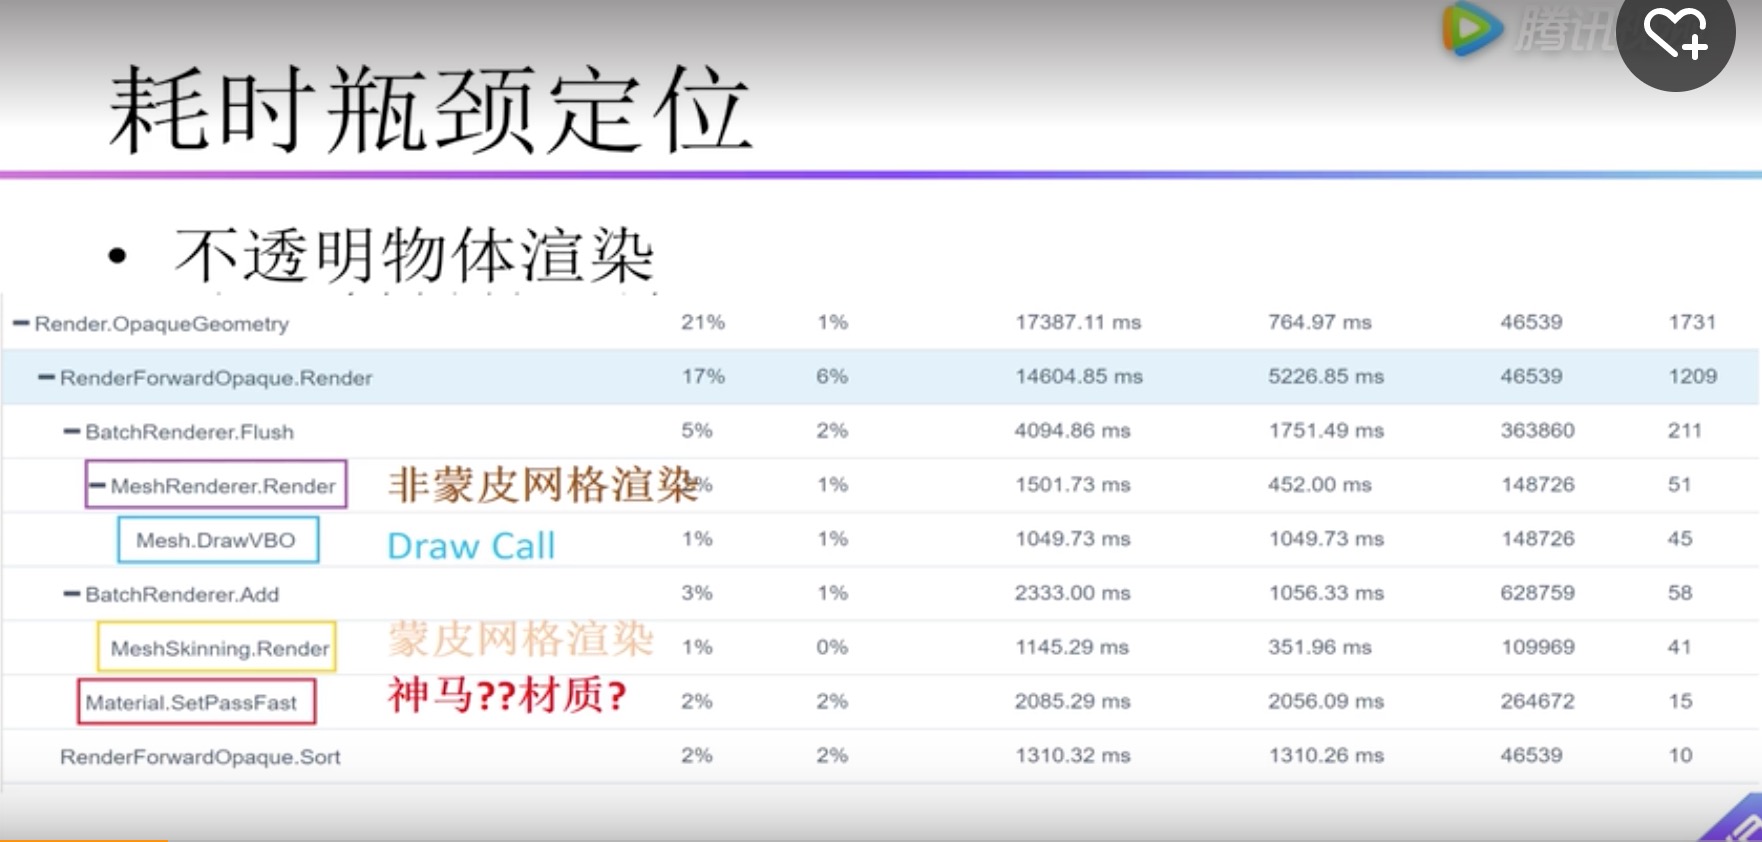 腾讯
耗时瓶颈定位
• 不透明物体渲染
Render.OpaqueGeometry 21% 1% 17387.11 ms 764.97 ms 46539 1731
RenderForwardOpaque.Render 17% 6% 14604.85 ms 5226.85 ms 46539 1209
BatchRenderer.Flush 5% 2% 4094.86 ms 1751.49 ms 363860 211
MeshRenderer.Render 非蒙皮网格渲染 % 1% 1501.73 ms 452.00 ms 148726 51
Mesh.DrawVBO Draw Call 1% 1% 1049.73 ms 1049.73 ms 148726 45
BatchRenderer.Add 3% 1% 2333.00 ms 1056.33 ms 628759 58
MeshSkinning.Render 蒙皮网格渲染 1% 0% 1145.29 ms 351.96 ms 109969 41
Material.SetPassFast 神马??材质? 2% 2% 2085.29 ms 2056.09 ms 264672 15
RenderForwardOpaque.Sort 2% 2% 1310.32 ms 1310.26 ms 46539 10